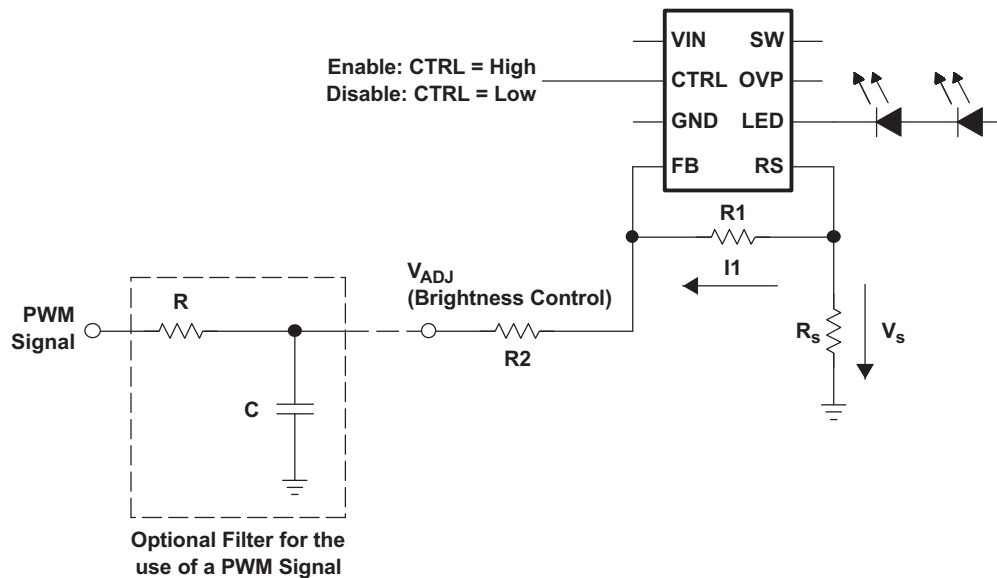 VIN SW
Enable: CTRL = High
Disable: CTRL = Low
CTRL OVP
GND LED
FB RS
R1
I1
V_ADJ
(Brightness Control)
R
PWM
Signal
R2
R_s
V_s
C
Optional Filter for the
use of a PWM Signal